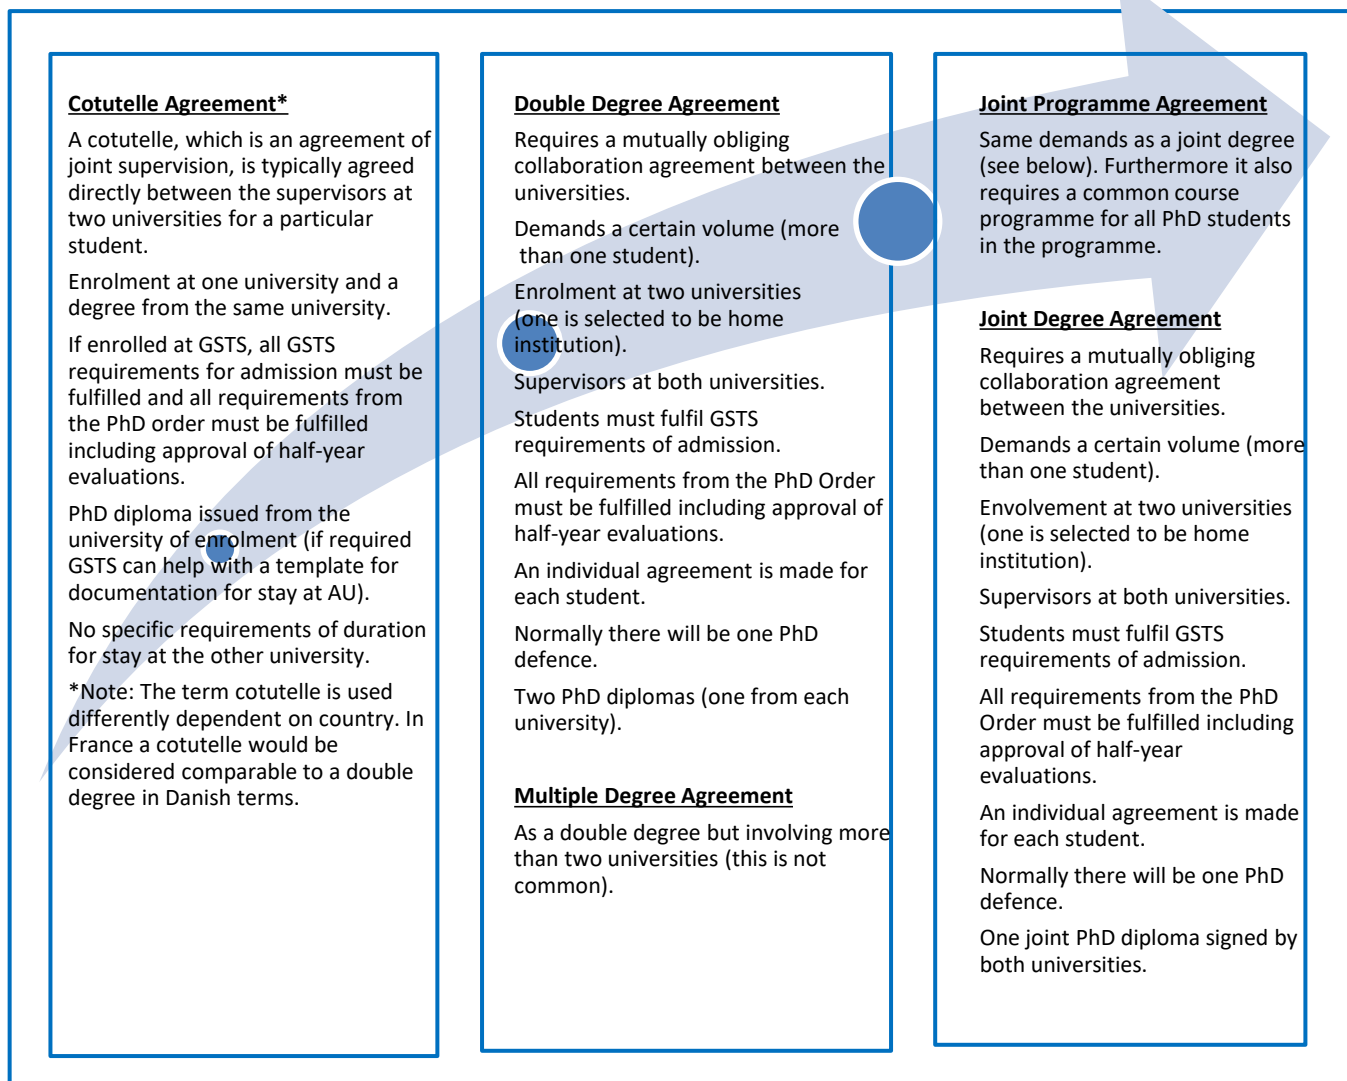 Cotutelle Agreement*
A cotutelle, which is an agreement of
joint supervision, is typically agreed
directly between the supervisors at
two universities for a particular
student.
Enrolment at one university and a
degree from the same university.
If enrolled at GSTS, all GSTS
requirements for admission must be
fulfilled and all requirements from
the PhD order must be fulfilled
including approval of half-year
evaluations.
PhD diploma issued from the
university of enrolment (if required
GSTS can help with a template for
documentation for stay at AU).
No specific requirements of duration
for stay at the other university.
*Note: The term cotutelle is used
differently dependent on country. In
France a cotutelle would be
considered comparable to a double
degree in Danish terms.
Double Degree Agreement
Requires a mutually obliging
collaboration agreement between the
universities.
Demands a certain volume (more
than one student).
Enrolment at two universities
(one is selected to be home
institution).
Supervisors at both universities.
Students must fulfil GSTS
requirements of admission.
All requirements from the PhD Order
must be fulfilled including approval of
half-year evaluations.
An individual agreement is made for
each student.
Normally there will be one PhD
defence.
Two PhD diplomas (one from each
university).
Multiple Degree Agreement
As a double degree but involving more
than two universities (this is not
common).
Joint Programme Agreement
Same demands as a joint degree
(see below). Furthermore it also
requires a common course
programme for all PhD students
in the programme.
Joint Degree Agreement
Requires a mutually obliging
collaboration agreement
between the universities.
Demands a certain volume (more
than one student).
Envolvement at two universities
(one is selected to be home
institution).
Supervisors at both universities.
Students must fulfil GSTS
requirements of admission.
All requirements from the PhD
Order must be fulfilled including
approval of half-year
evaluations.
An individual agreement is made
for each student.
Normally there will be one PhD
defence.
One joint PhD diploma signed by
both universities.